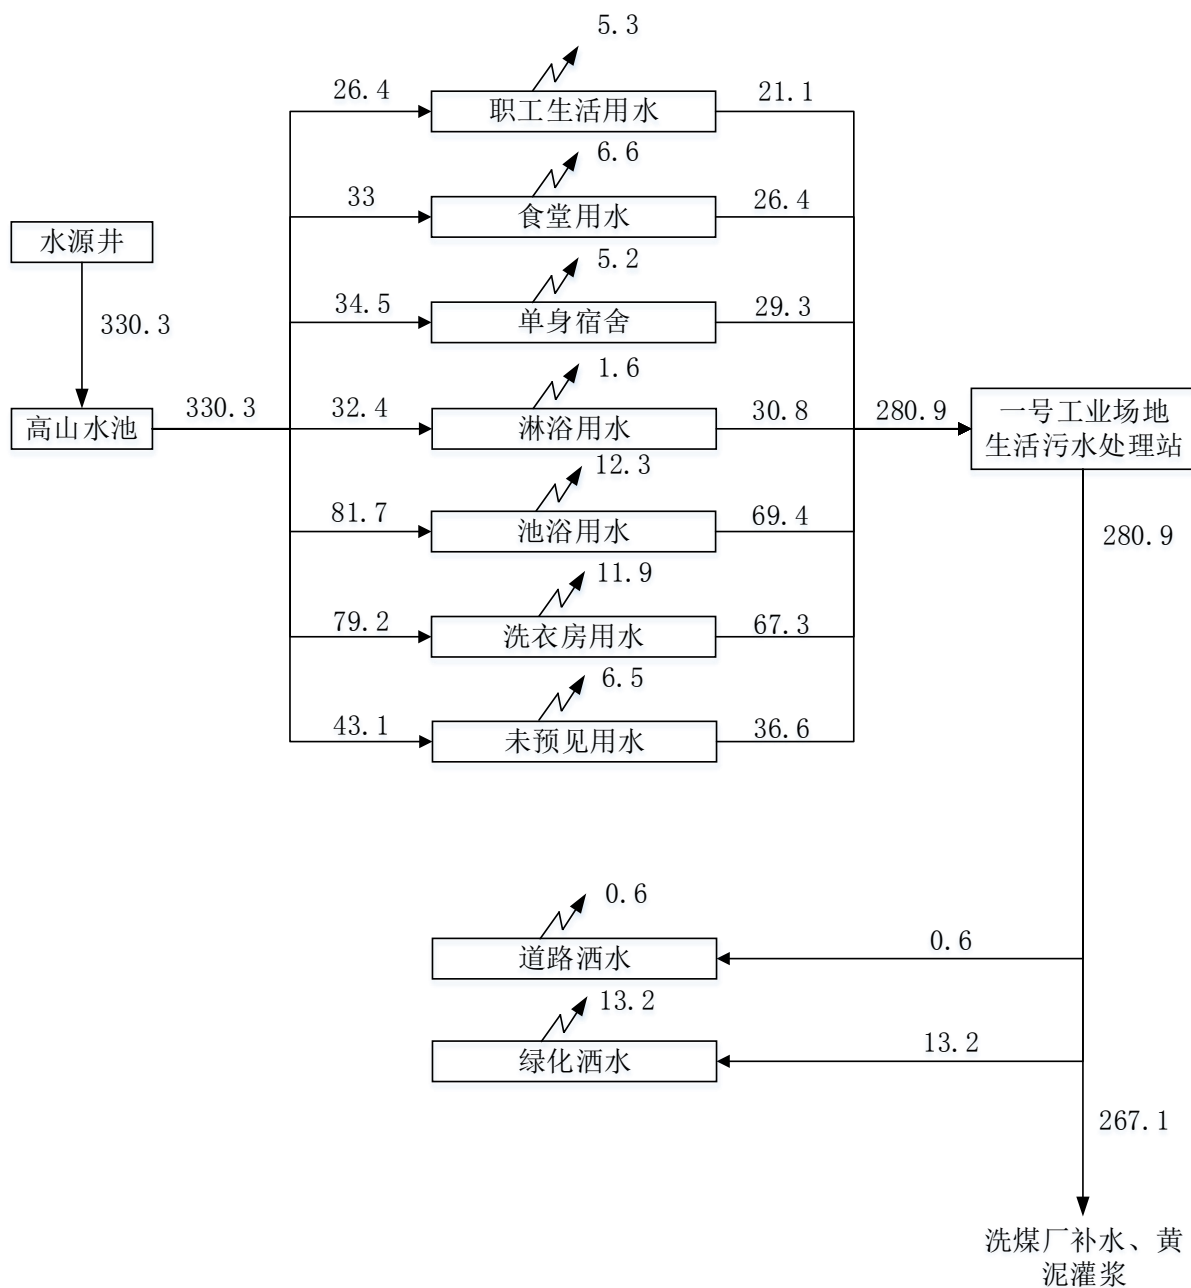 5.3
26.4
职工生活用水
21.1
6.6
33
食堂用水
26.4
水源井
5.2
330.3
34.5
单身宿舍
29.3
1.6
高山水池
330.3
32.4
淋浴用水
30.8
280.9
一号工业场地
生活污水处理站
12.3
81.7
池浴用水
69.4
280.9
11.9
79.2
洗衣房用水
67.3
6.5
43.1
未预见用水
36.6
0.6
道路洒水
0.6
13.2
绿化洒水
13.2
267.1
洗煤厂补水、黄
泥灌浆